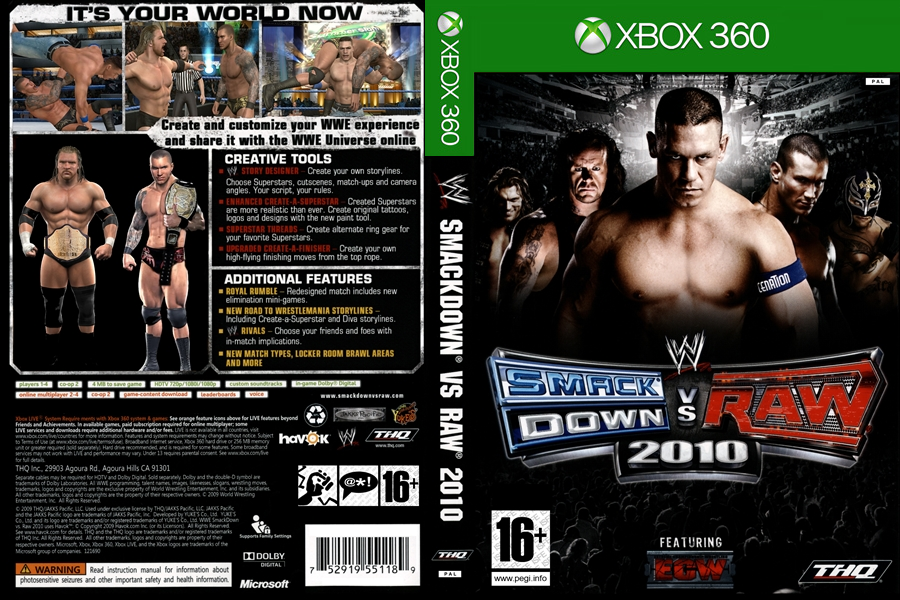 IT'S YOUR WORLD NOW
Create and customize your WWE experience
and share it with the WWE Universe online
CREATIVE TOOLS
STORY DESIGNER – Create your own storylines.
Choose Superstars, cutscenes, match-ups and camera
angles. Your script, your rules.
ENHANCED CREATE-A-SUPERSTAR – Created Superstars
are more realistic than ever. Create original tattoos,
logos and designs with the new paint tool.
SUPERSTAR THREADS – Create alternate ring gear for
your favorite Superstars.
UPGRADED CREATE-A-FINISHER – Create your own
high-flying finishing moves from the top rope.
ADDITIONAL FEATURES
ROYAL RUMBLE – Redesigned match includes new
elimination mini-games.
NEW ROAD TO WRESTLEMANIA STORYLINES –
Including Create-a-Superstar and Diva storylines.
RIVALS – Choose your friends and foes with
in-match implications.
NEW MATCH TYPES, LOCKER ROOM BRAWL AREAS
AND MORE
players 1-4 co-op 2 4 MB to save game HDTV 720p/1080i/1080p custom soundtracks in-game Dolby® Digital
online multiplayer 2-4 co-op 2 game-content download leaderboards voice
www.smackdownvsraw.com
THQ Inc., 29903 Agoura Rd., Agoura Hills CA 91301
havok
THQ
www.thq.com
@*!
16+
Supports Family Settings
DOLBY
DIGITAL
Microsoft
WARNING Read instruction manual for information about
photosensitive seizures and other important safety and health information.
7 52919 55118 9
XBOX 360
SMACKDOWN® VS RAW® 2010
THQ
PAL
XBOX 360
PAL
CENATION
SMACK
DOWN
VS
RAW
2010
16+
www.pegi.info
FEATURING
ECW
THQ